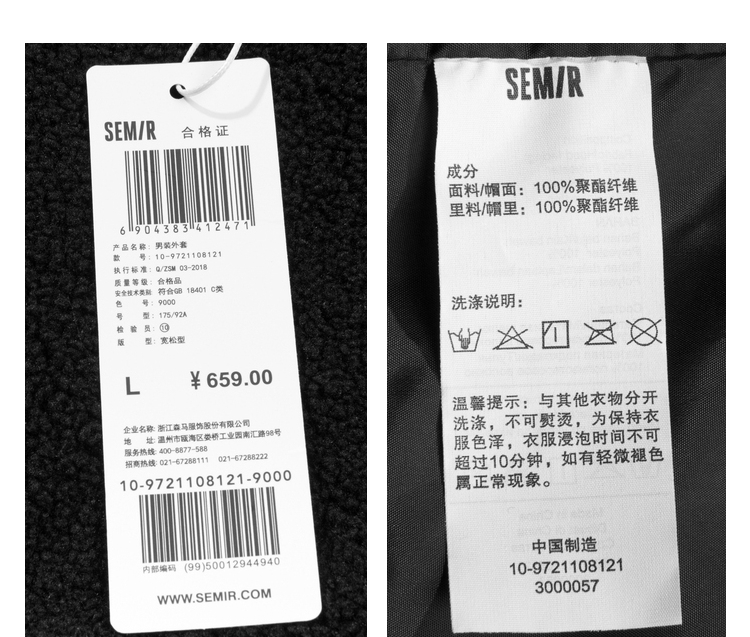 SEMIR 合格证
6 904383 412471
产品名称: 男装外套
款 号: 10-9721108121
执行标准: Q/ZSM 03-2018
质量等级: 合格品
安全技术类别: 符合GB 18401 C类
色 号: 9000
号 型: 175/92A
检 验 员: 10
版 型: 宽松型
L ¥ 659.00
企业名称: 浙江森马服饰股份有限公司
地 址: 温州市瓯海区娄桥工业园南汇路98号
服务热线: 400-8877-588
招商热线: 021-67288111 021-67288222
10-9721108121-9000
内部编码 (99)50012944940
WWW.SEMIR.COM
SEMIR
成分
面料/帽面: 100%聚酯纤维
里料/帽里: 100%聚酯纤维
洗涤说明:
温馨提示: 与其他衣物分开
洗涤, 不可熨烫, 为保持衣
服色泽, 衣服浸泡时间不可
超过10分钟, 如有轻微褪色
属正常现象。
中国制造
10-9721108121
3000057